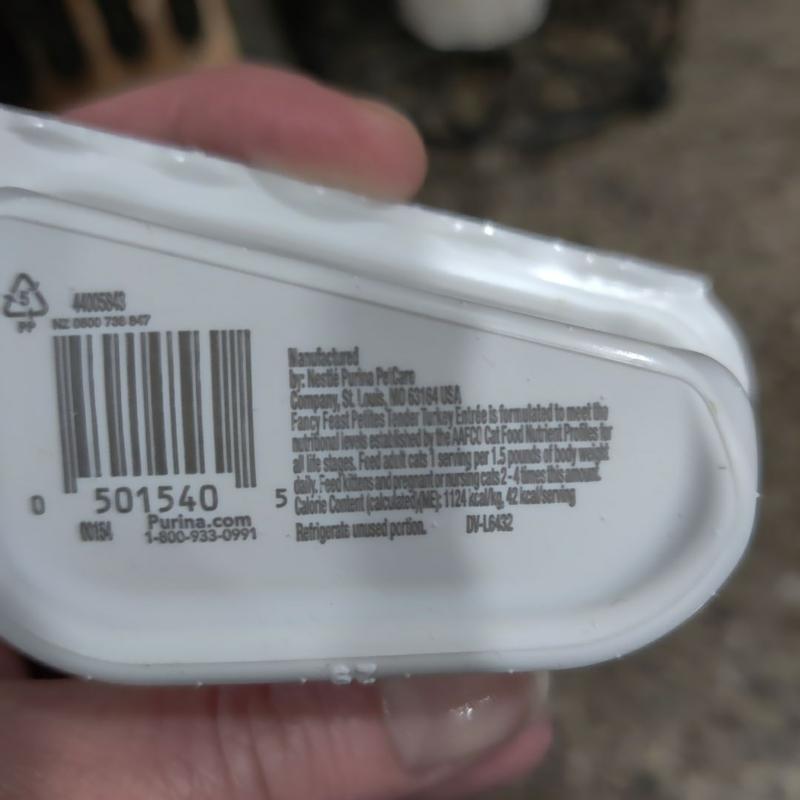 5
PP
44005843
NZ 0800 738 847
0 501540 5
00154
Purina.com
1-800-933-0991
Manufactured
by: Nestlé Purina PetCare
Company, St. Louis, MO 63164 USA
Fancy Feast Petites Tender Turkey Entrée is formulated to meet the
nutritional levels established by the AAFCO Cat Food Nutrient Profiles for
all life stages. Feed adult cats 1 serving per 1.5 pounds of body weight
daily. Feed kittens and pregnant or nursing cats 2-4 times this amount.
Calorie Content (calculated)(ME): 1124 kcal/kg, 42 kcal/serving
Refrigerate unused portion. DV-L6432